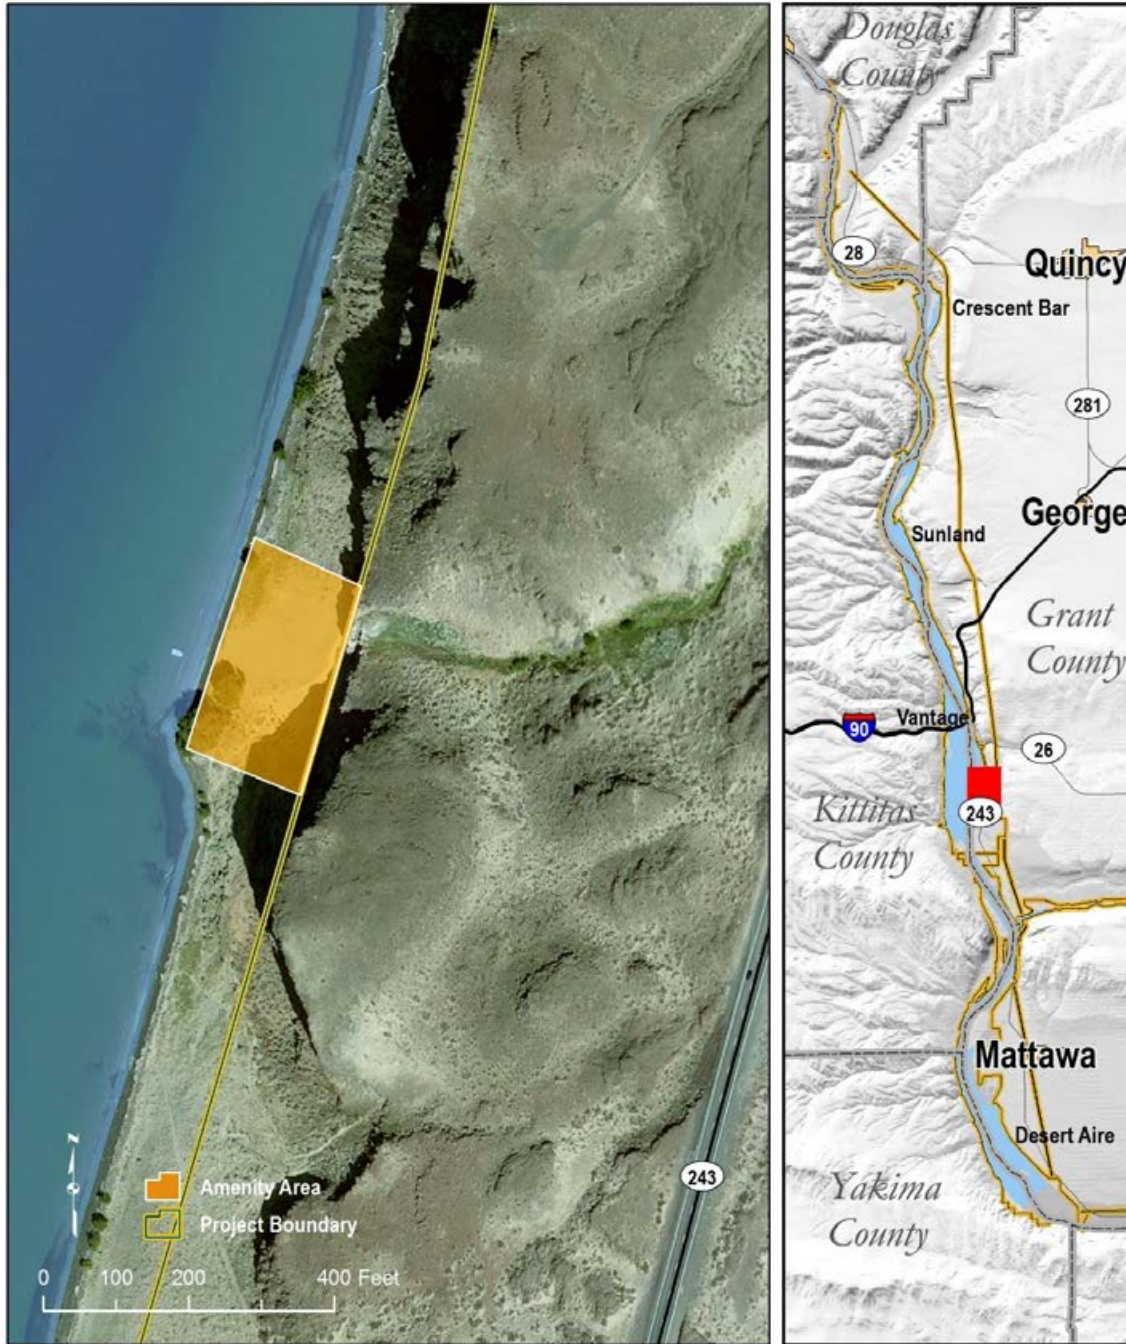 N
Amenity Area
Project Boundary
0 100 200 400 Feet
243
Douglas
County
28
Quincy
Crescent Bar
281
George
Sunland
Grant
County
Vantage
90
26
Kittitas
County
243
Mattawa
Desert Aire
Yakima
County